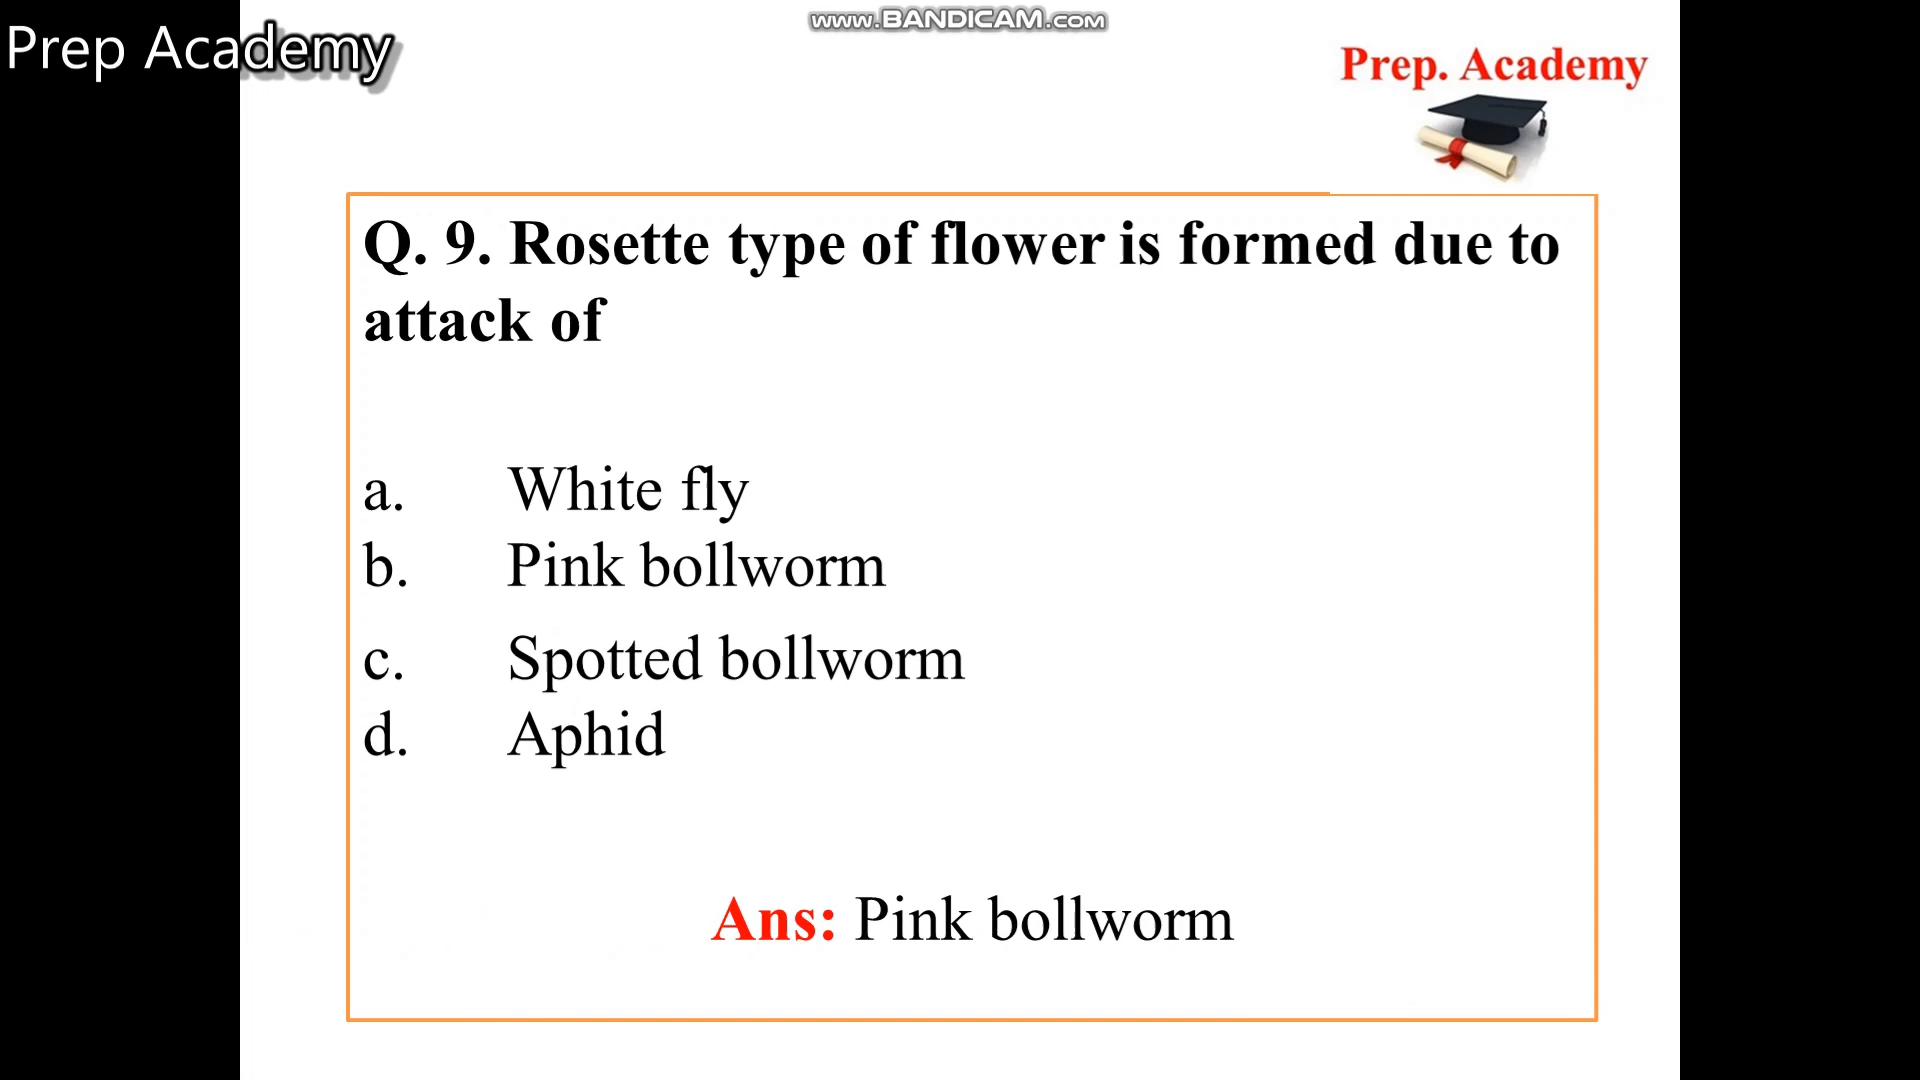 www.BANDICAM.com
Prep Academy
Prep. Academy
Q. 9. Rosette type of flower is formed due to
attack of
a. White fly
b. Pink bollworm
c. Spotted bollworm
d. Aphid
Ans: Pink bollworm